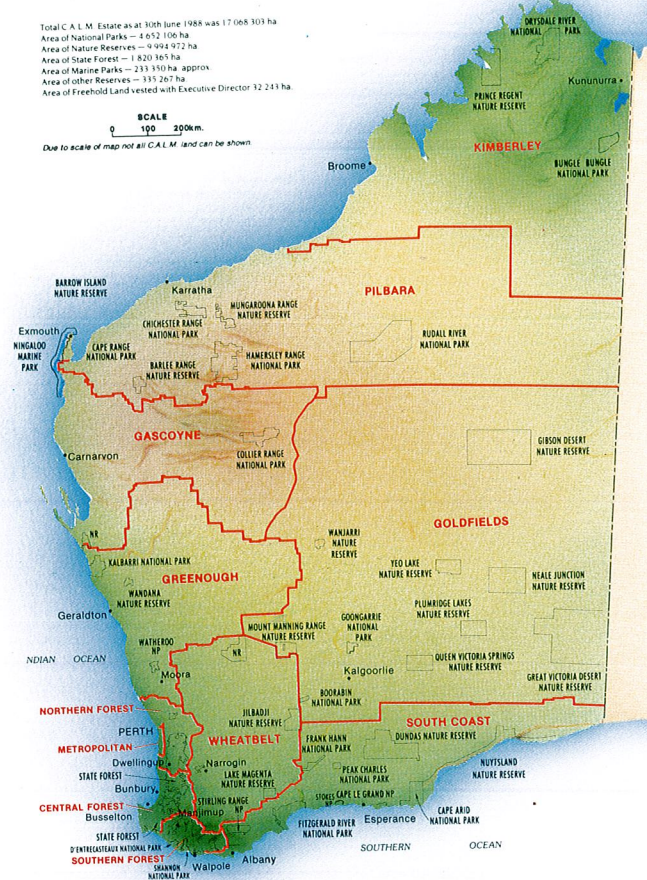 Total C.A.L.M. Estate as at 30th June 1988 was 17 068 303 ha
Area of National Parks — 4 652 106 ha
Area of Nature Reserves — 9 994 972 ha
Area of State Forest — 1 820 365 ha
Area of Marine Parks — 233 350 ha. approx.
Area of other Reserves — 335 267 ha
Area of Freehold Land vested with Executive Director 32 243 ha.
SCALE
0 100 200km.
Due to scale of map not all C.A.L.M. land can be shown.
DRYSDALE RIVER
NATIONAL PARK
Kununurra
PRINCE REGENT
NATURE RESERVE
KIMBERLEY
Broome
BUNGLE BUNGLE
NATIONAL PARK
BARROW ISLAND
NATURE RESERVE
Karratha
PILBARA
MUNGAROONA RANGE
NATURE RESERVE
CHICHESTER RANGE
NATIONAL PARK
Exmouth
NINGALOO
MARINE
PARK
CAPE RANGE
NATIONAL PARK
RUDALL RIVER
NATIONAL PARK
BARLEE RANGE
NATURE RESERVE
HAMERSLEY RANGE
NATIONAL PARK
GASCOYNE
Carnarvon
COLLIER RANGE
NATIONAL PARK
GIBSON DESERT
NATURE RESERVE
GOLDFIELDS
NR
WANJARRI
NATURE
RESERVE
KALBARRI NATIONAL PARK
GREENOUGH
YEO LAKE
NATURE RESERVE
NEALE JUNCTION
NATURE RESERVE
WANDANA
NATURE RESERVE
Geraldton
PLUMRIDGE LAKES
NATURE RESERVE
MOUNT MANNING RANGE
NATURE RESERVE
GOONGARRIE
NATIONAL
PARK
WATHEROO
NP
NR
NDIAN OCEAN
Moora
Kalgoorlie
QUEEN VICTORIA SPRINGS
NATURE RESERVE
GREAT VICTORIA DESERT
NATURE RESERVE
BOORABIN
NATIONAL PARK
NORTHERN FOREST
JILBADJI
NATURE RESERVE
SOUTH COAST
PERTH
METROPOLITAN
WHEATBELT
FRANK HANN
NATIONAL PARK
DUNDAS NATURE RESERVE
Dwellingup
Narrogin
STATE FOREST
LAKE MAGENTA
NATURE RESERVE
PEAK CHARLES
NATIONAL PARK
NUYTSLAND
NATURE RESERVE
Bunbury
CENTRAL FOREST
Busselton
STIRLING RANGE
NP
Manjimup
STOKES
NP
CAPE LE GRAND NP
CAPE ARID
NATIONAL PARK
FITZGERALD RIVER
NATIONAL PARK
Esperance
STATE FOREST
D'ENTRECASTEAUX NATIONAL PARK
SOUTHERN FOREST
SHANNON
NATIONAL PARK
Walpole
Albany
SOUTHERN OCEAN